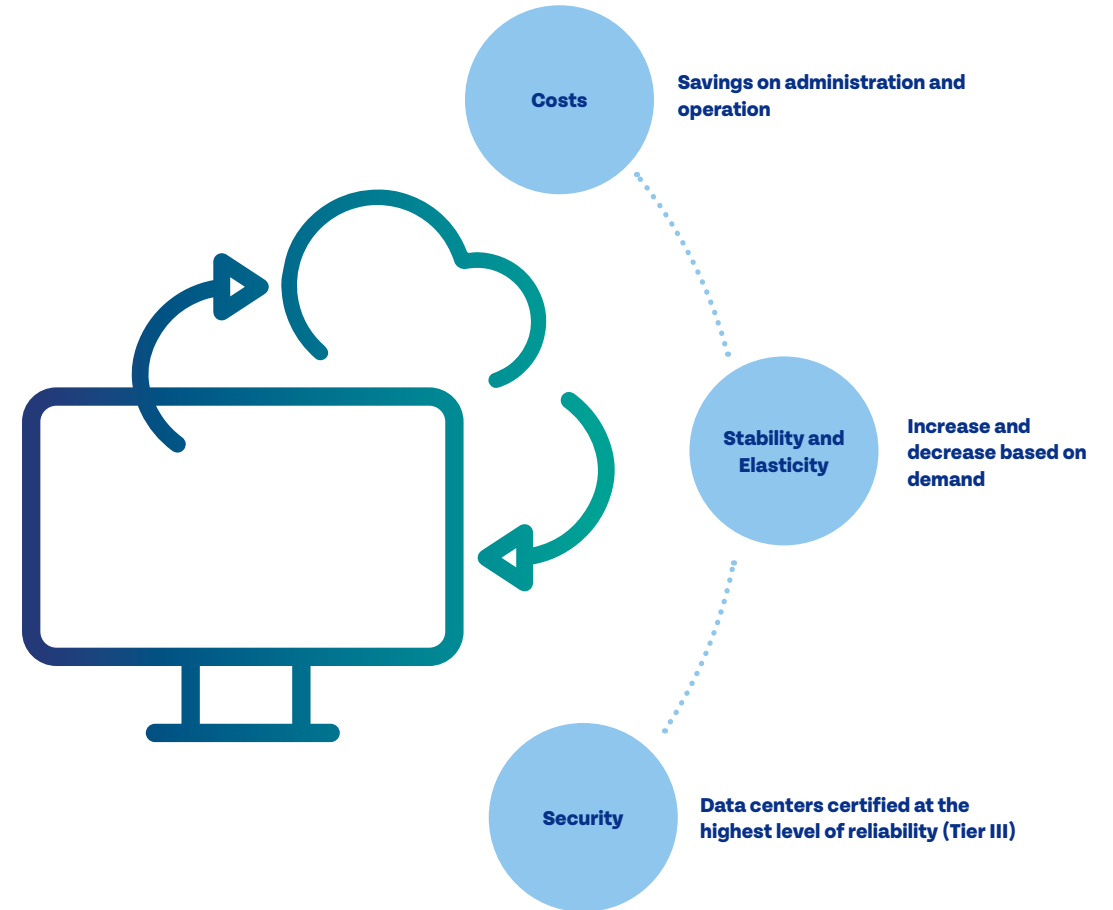 Costs
Savings on administration and
operation
Stability and
Elasticity
Increase and
decrease based on
demand
Security
Data centers certified at the
highest level of reliability (Tier III)